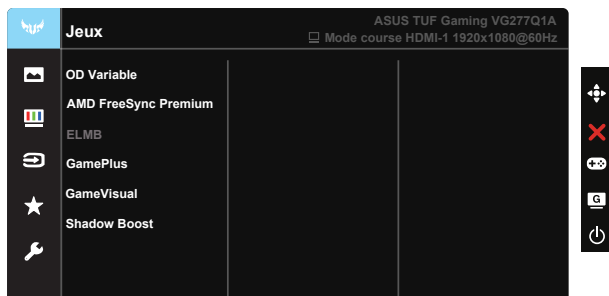 Jeux
ASUS TUF Gaming VG277Q1A
Mode course HDMI-1 1920x1080@60Hz
OD Variable
AMD FreeSync Premium
ELMB
GamePlus
GameVisual
Shadow Boost
G